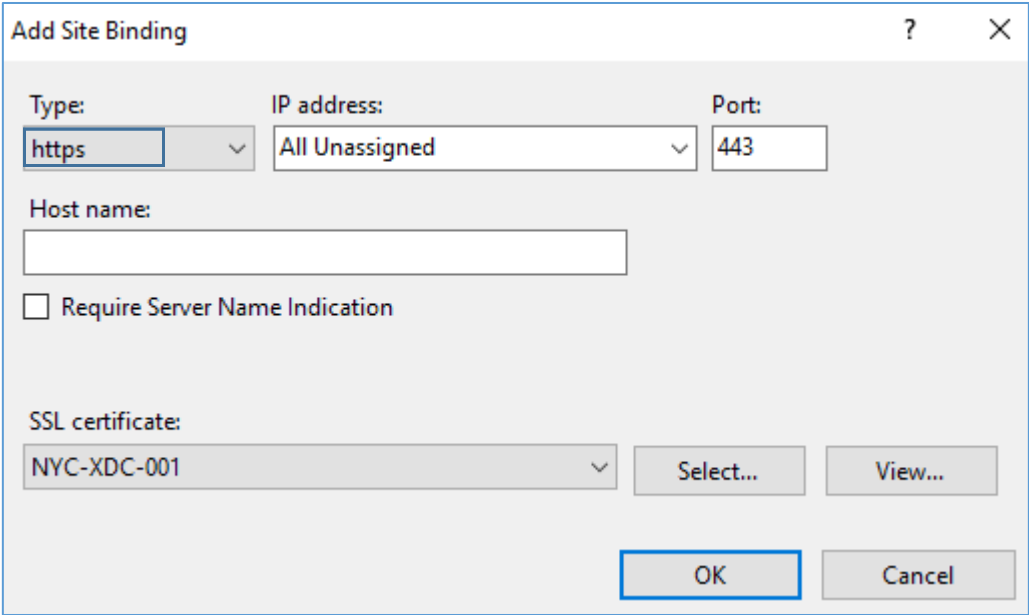 Add Site Binding ?
Type: IP address: Port:
https All Unassigned 443
Host name:
Require Server Name Indication
SSL certificate:
NYC-XDC-001 Select... View...
OK Cancel